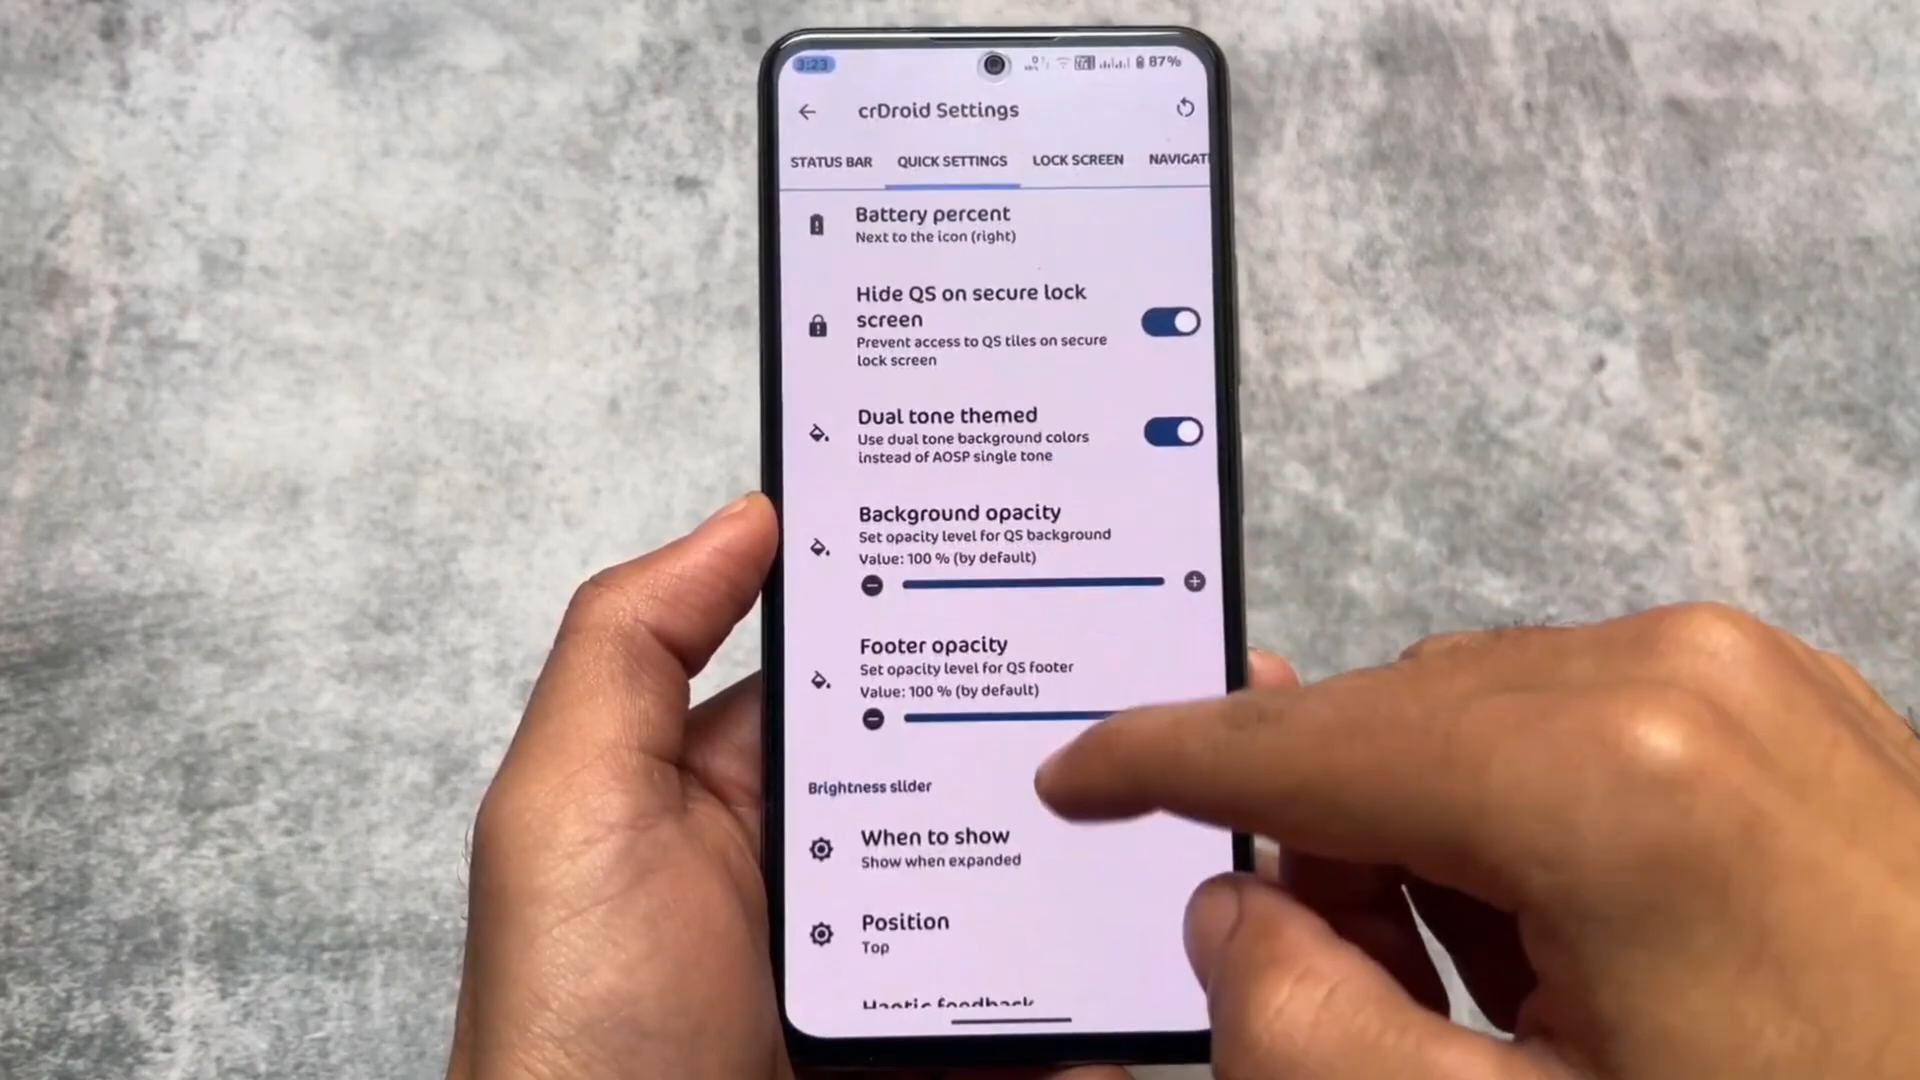 3:23
87%
crDroid Settings
STATUS BAR QUICK SETTINGS LOCK SCREEN NAVIGAT
Battery percent
Next to the icon (right)
Hide QS on secure lock
screen
Prevent access to QS tiles on secure
lock screen
Dual tone themed
Use dual tone background colors
instead of AOSP single tone
Background opacity
Set opacity level for QS background
Value: 100 % (by default)
Footer opacity
Set opacity level for QS footer
Value: 100 % (by default)
Brightness slider
When to show
Show when expanded
Position
Top
Haptic feedback